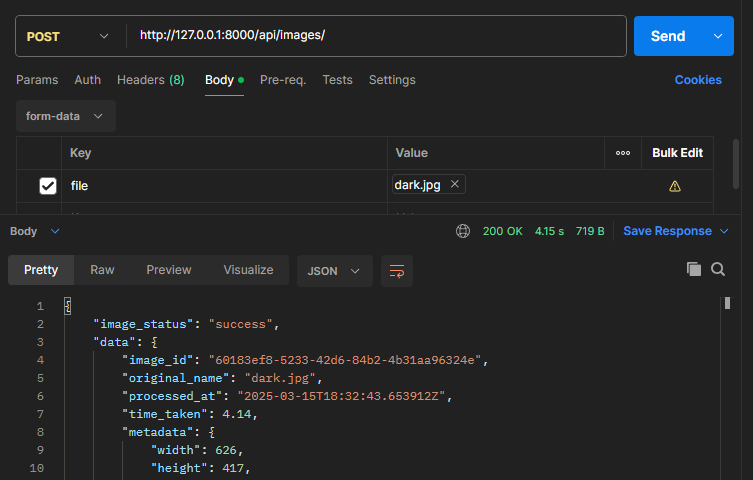 POST http://127.0.0.1:8000/api/images/ Send
Params Auth Headers (8) Body Pre-req. Tests Settings Cookies
form-data
Key Value Bulk Edit
file dark.jpg
Body 200 OK 4.15 s 719 B Save Response
Pretty Raw Preview Visualize JSON
1 {
2 "image_status": "success",
3 "data": {
4 "image_id": "60183ef8-5233-42d6-84b2-4b31aa96324e",
5 "original_name": "dark.jpg",
6 "processed_at": "2025-03-15T18:32:43.653912Z",
7 "time_taken": 4.14,
8 "metadata": {
9 "width": 626,
10 "height": 417,